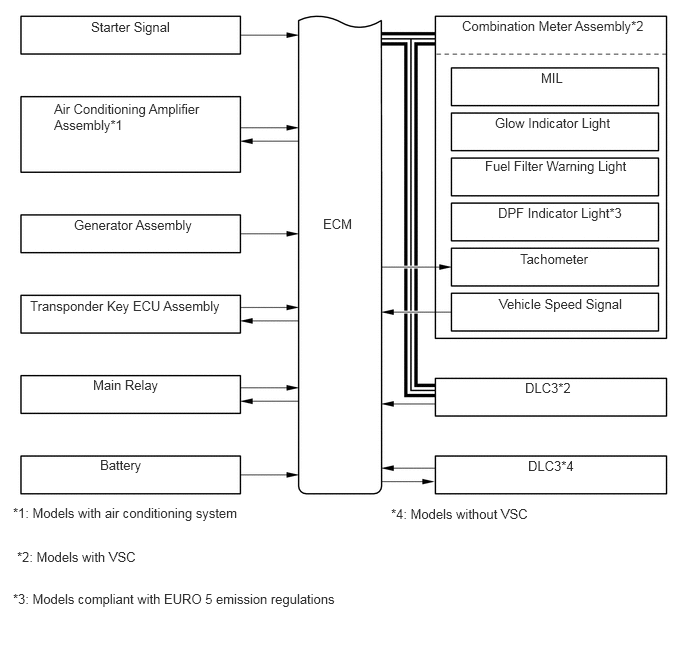 Starter Signal
Air Conditioning Amplifier
Assembly*1
Generator Assembly
Transponder Key ECU Assembly
Main Relay
Battery
ECM
Combination Meter Assembly*2
MIL
Glow Indicator Light
Fuel Filter Warning Light
DPF Indicator Light*3
Tachometer
Vehicle Speed Signal
DLC3*2
DLC3*4
*1: Models with air conditioning system
*4: Models without VSC
*2: Models with VSC
*3: Models compliant with EURO 5 emission regulations